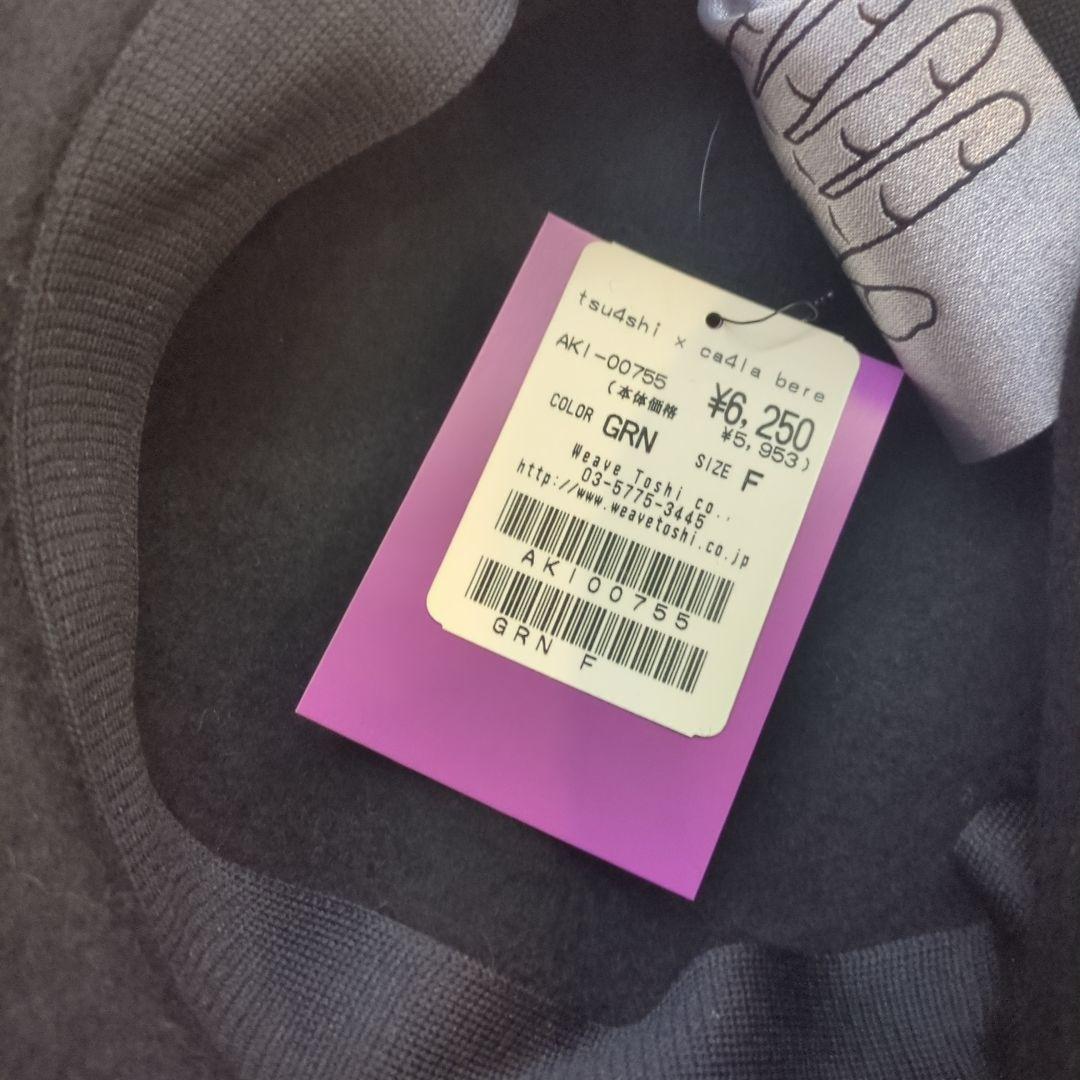 tsu4shi x ca4la bere
AKI-00755 ¥6,250
(本体価格 ¥5,953)
COLOR GRN SIZE F
Weave Toshi co.,
03-5775-3445
http://www.weavetoshi.co.jp
AKI00755
GRN F